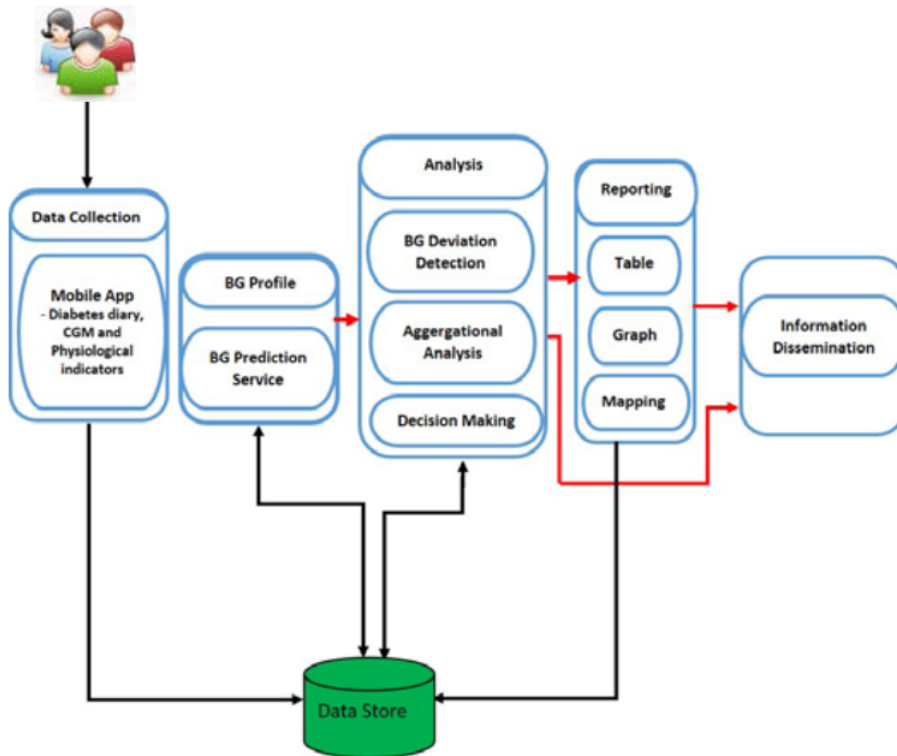 Data Collection
Mobile App
- Diabetes diary,
CGM and
Physiological
indicators
BG Profile
BG Prediction
Service
Analysis
BG Deviation
Detection
Aggergational
Analysis
Decision Making
Reporting
Table
Graph
Mapping
Information
Dissemination
Data Store